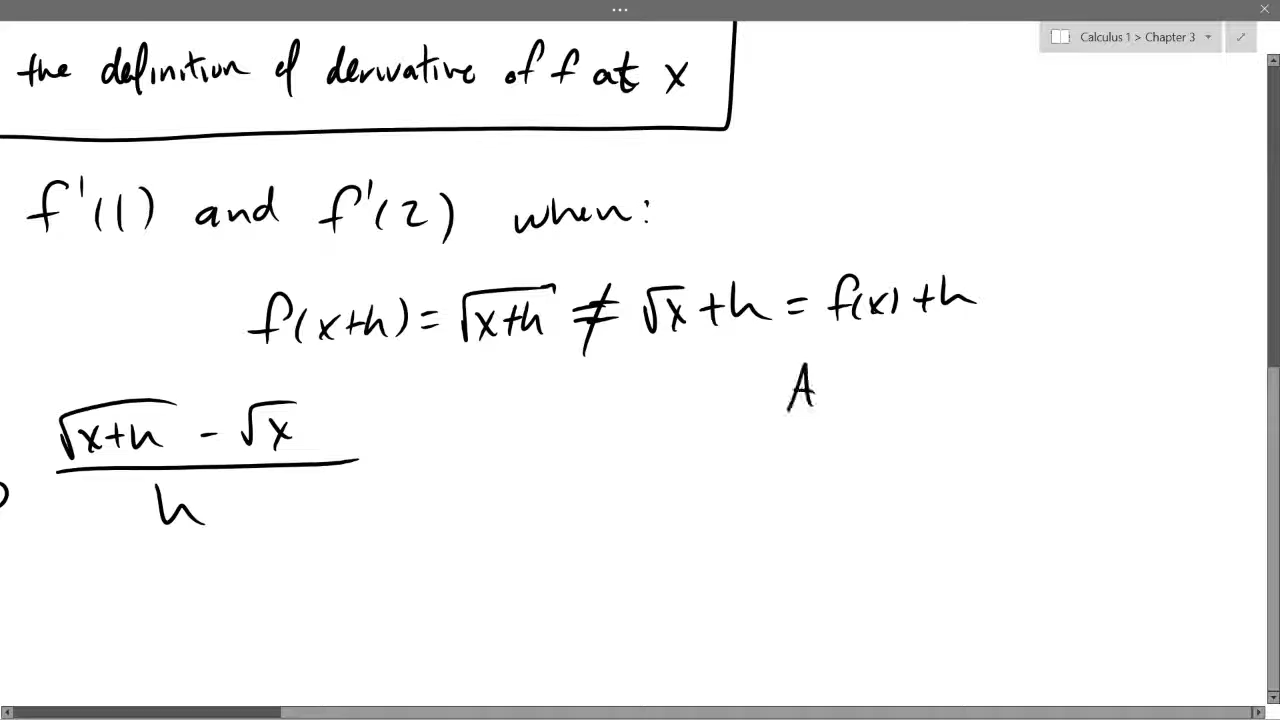 Calculus 1 > Chapter 3
the definition of derivative of f at x
f'(1) and f'(2) when:
f(x+h) = √(x+h) ≠ √x + h = f(x) + h
A
√(x+h) - √x
h